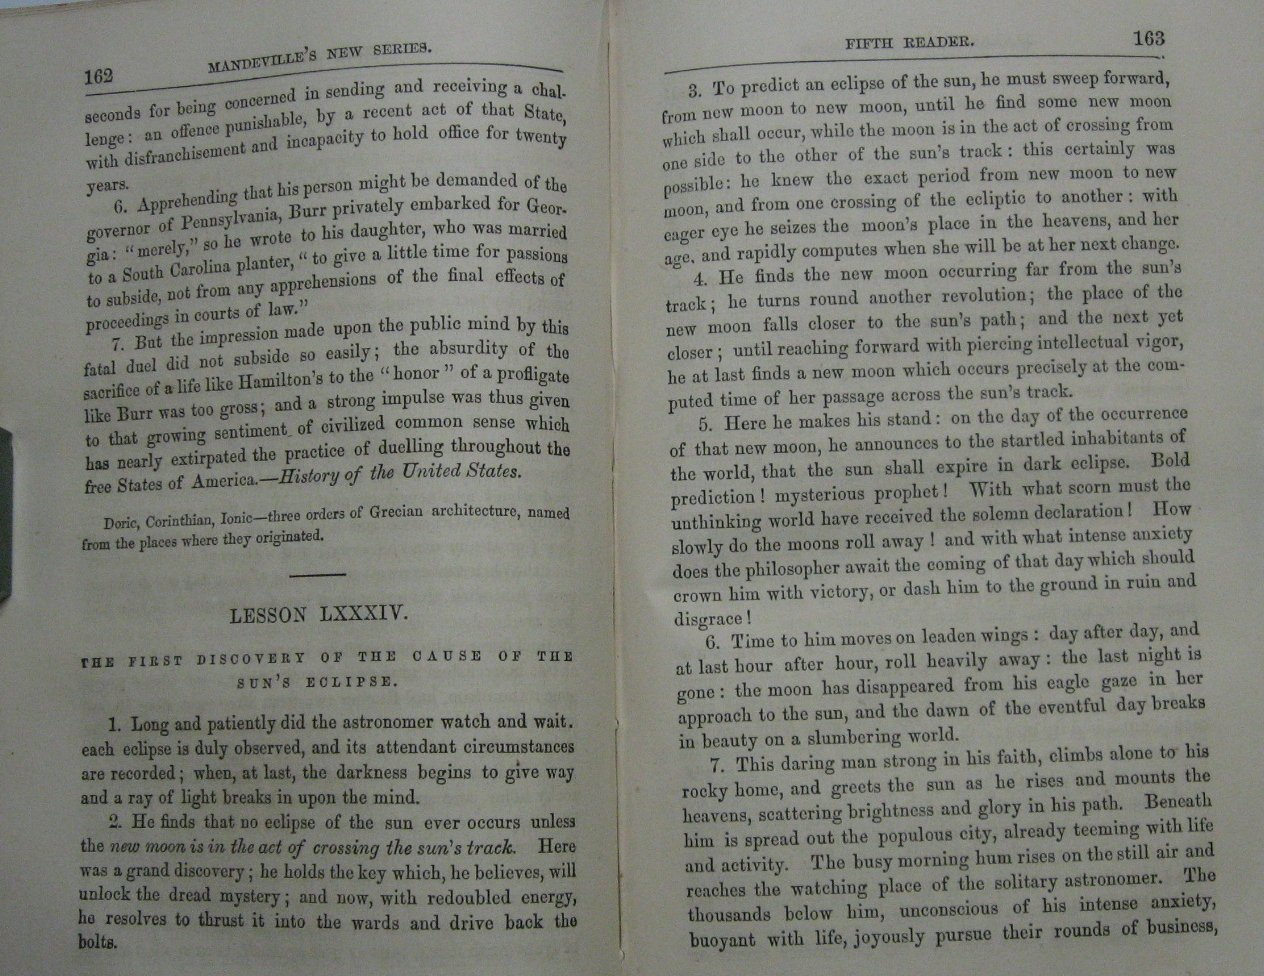 162 MANDEVILLE'S NEW SERIES.
seconds for being concerned in sending and receiving a chal-
lenge: an offence punishable, by a recent act of that State,
with disfranchisement and incapacity to hold office for twenty
years.
6. Apprehending that his person might be demanded of the
governor of Pennsylvania, Burr privately embarked for Geor-
gia: "merely," so he wrote to his daughter, who was married
to a South Carolina planter, "to give a little time for passions
to subside, not from any apprehensions of the final effects of
proceedings in courts of law."
7. But the impression made upon the public mind by this
fatal duel did not subside so easily; the absurdity of the
sacrifice of a life like Hamilton's to the "honor" of a profligate
like Burr was too gross; and a strong impulse was thus given
to that growing sentiment of civilized common sense which
has nearly extirpated the practice of duelling throughout the
free States of America.—History of the United States.
Doric, Corinthian, Ionic—three orders of Grecian architecture, named
from the places where they originated.
LESSON LXXXIV.
THE FIRST DISCOVERY OF THE CAUSE OF THE
SUN'S ECLIPSE.
1. Long and patiently did the astronomer watch and wait.
each eclipse is duly observed, and its attendant circumstances
are recorded; when, at last, the darkness begins to give way
and a ray of light breaks in upon the mind.
2. He finds that no eclipse of the sun ever occurs unless
the new moon is in the act of crossing the sun's track. Here
was a grand discovery; he holds the key which, he believes, will
unlock the dread mystery; and now, with redoubled energy,
he resolves to thrust it into the wards and drive back the
bolts.
FIFTH READER. 163
3. To predict an eclipse of the sun, he must sweep forward,
from new moon to new moon, until he find some new moon
which shall occur, while the moon is in the act of crossing from
one side to the other of the sun's track: this certainly was
possible: he knew the exact period from new moon to new
moon, and from one crossing of the ecliptic to another: with
eager eye he seizes the moon's place in the heavens, and her
age, and rapidly computes when she will be at her next change.
4. He finds the new moon occurring far from the sun's
track; he turns round another revolution; the place of the
new moon falls closer to the sun's path; and the next yet
closer; until reaching forward with piercing intellectual vigor,
he at last finds a new moon which occurs precisely at the com-
puted time of her passage across the sun's track.
5. Here he makes his stand: on the day of the occurrence
of that new moon, he announces to the startled inhabitants of
the world, that the sun shall expire in dark eclipse. Bold
prediction! mysterious prophet! With what scorn must the
unthinking world have received the solemn declaration! How
slowly do the moons roll away! and with what intense anxiety
does the philosopher await the coming of that day which should
crown him with victory, or dash him to the ground in ruin and
disgrace!
6. Time to him moves on leaden wings: day after day, and
at last hour after hour, roll heavily away: the last night is
gone: the moon has disappeared from his eagle gaze in her
approach to the sun, and the dawn of the eventful day breaks
in beauty on a slumbering world.
7. This daring man strong in his faith, climbs alone to his
rocky home, and greets the sun as he rises and mounts the
heavens, scattering brightness and glory in his path. Beneath
him is spread out the populous city, already teeming with life
and activity. The busy morning hum rises on the still air and
reaches the watching place of the solitary astronomer. The
thousands below him, unconscious of his intense anxiety,
buoyant with life, joyously pursue their rounds of business,